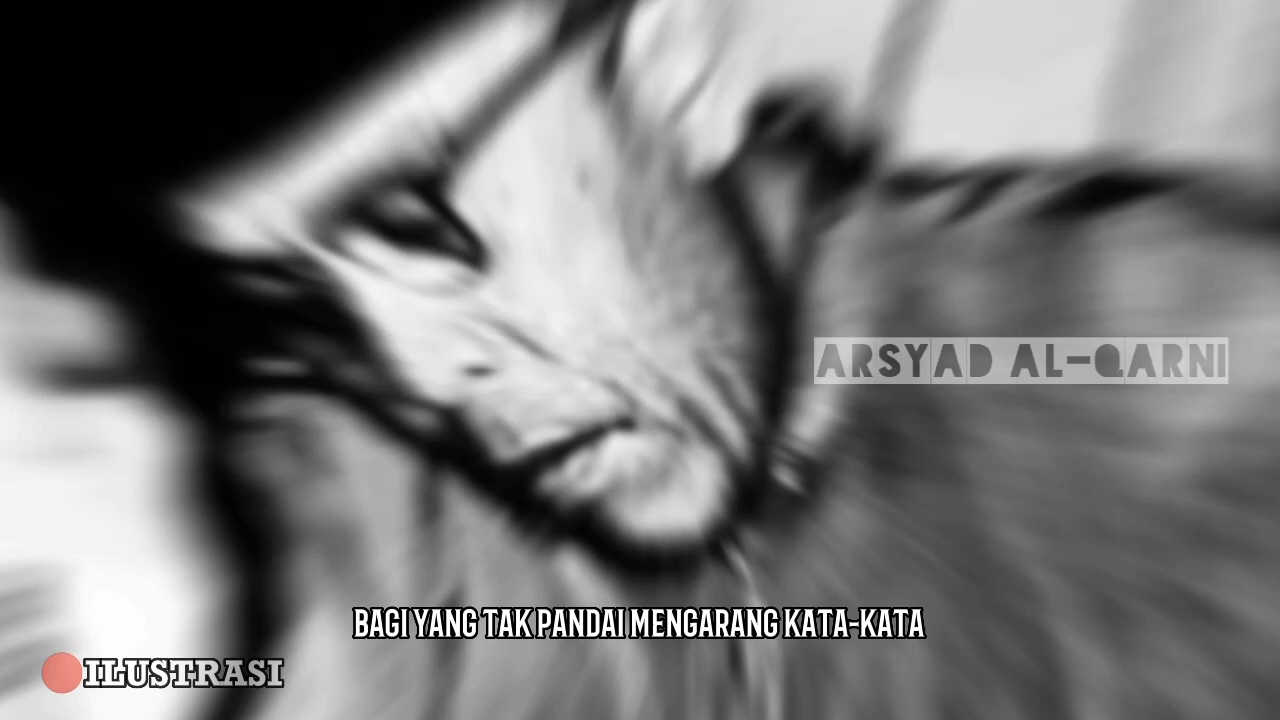 ARSYAD AL-QARNI
BAGI YANG TAK PANDAI MENGARANG KATA-KATA
ILUSTRASI